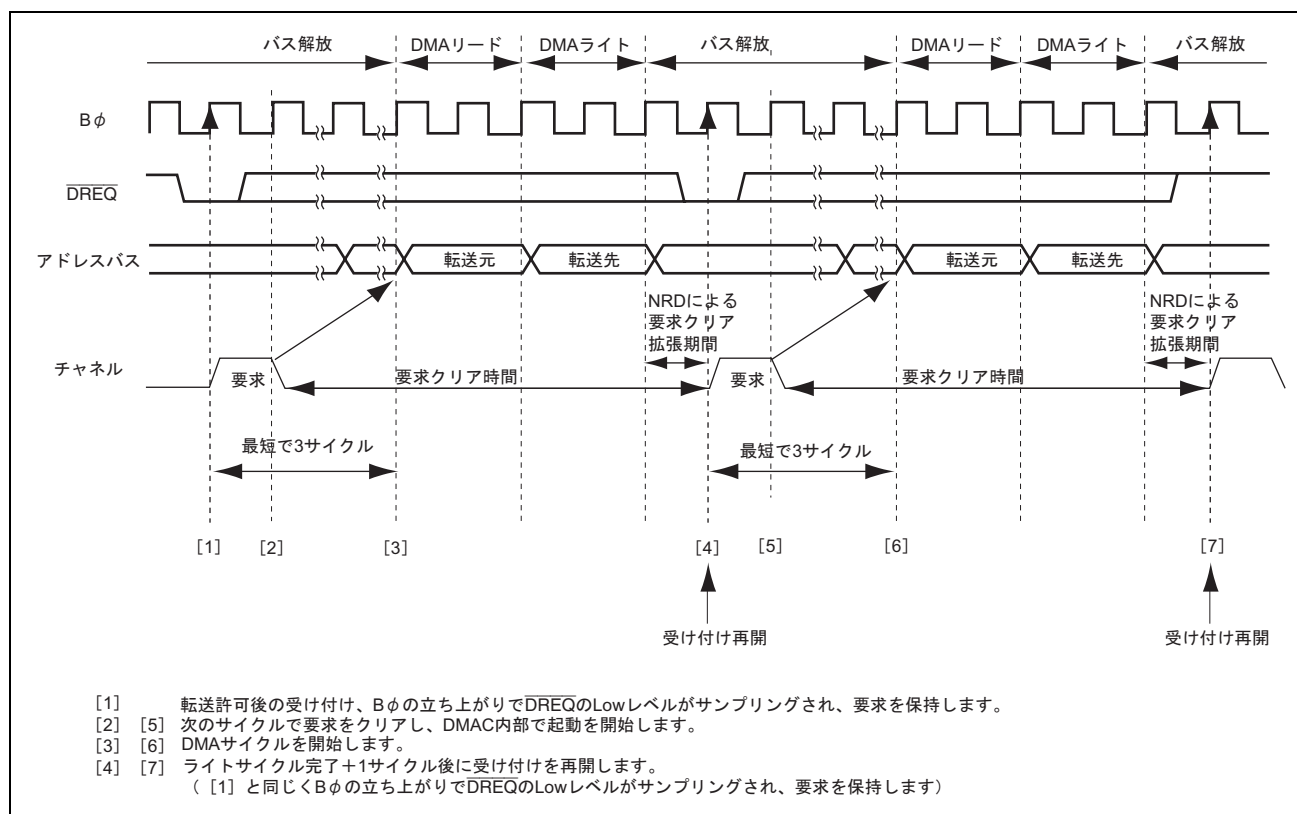 バス解放 DMAリード DMAライト バス解放 DMAリード DMAライト バス解放
Bφ
DREQ
アドレスバス 転送元 転送先 転送元 転送先
NRDによる
要求クリア
拡張期間
NRDによる
要求クリア
拡張期間
チャネル 要求 要求クリア時間 要求 要求クリア時間
最短で3サイクル 最短で3サイクル
[1] [2] [3] [4] [5] [6] [7]
受け付け再開 受け付け再開
[1] 転送許可後の受け付け、Bφの立ち上がりでDREQのLowレベルがサンプリングされ、要求を保持します。
[2] [5] 次のサイクルで要求をクリアし、DMAC内部で起動を開始します。
[3] [6] DMAサイクルを開始します。
[4] [7] ライトサイクル完了+1サイクル後に受け付けを再開します。
([1]と同じくBφの立ち上がりでDREQのLowレベルがサンプリングされ、要求を保持します)